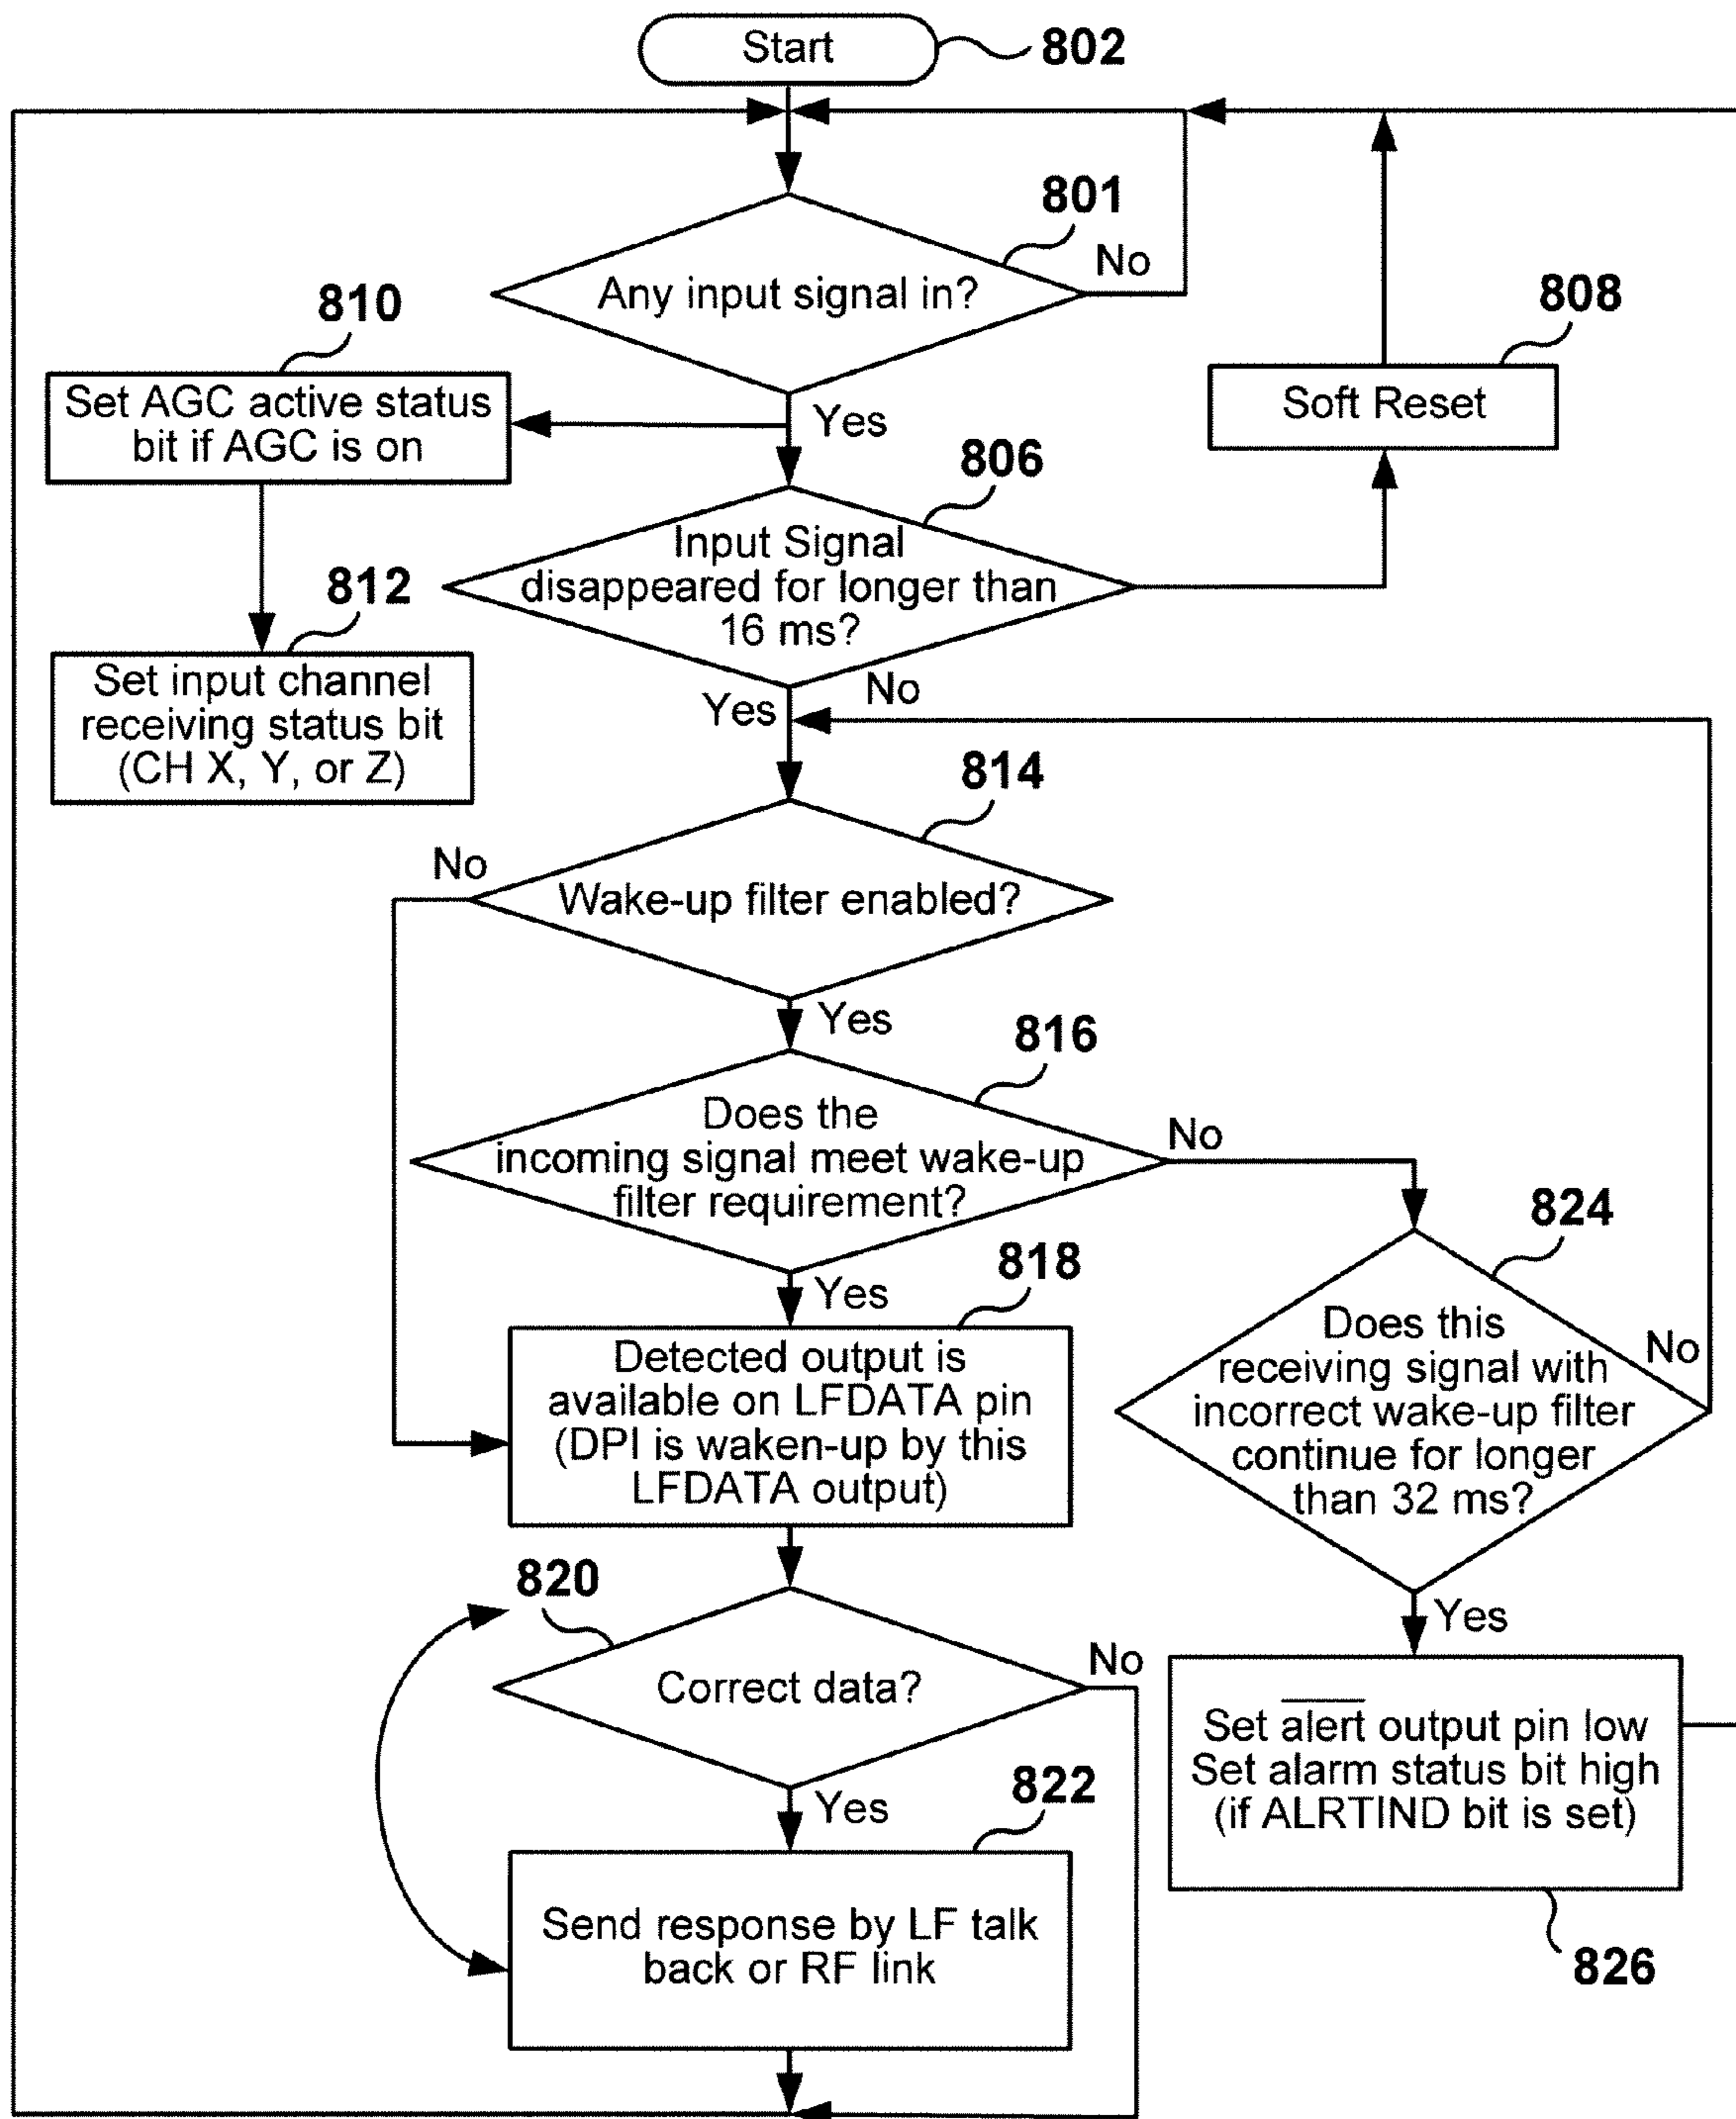 Start
802
801
Any input signal in?
No
810
Set AGC active status
bit if AGC is on
Yes
808
Soft Reset
806
Input Signal
disappeared for longer than
16 ms?
812
Set input channel
receiving status bit
(CH X, Y, or Z)
Yes
No
814
Wake-up filter enabled?
No
Yes
816
Does the
incoming signal meet wake-up
filter requirement?
No
Yes
818
Detected output is
available on LFDATA pin
(DPI is waken-up by this
LFDATA output)
824
Does this
receiving signal with
incorrect wake-up filter
continue for longer
than 32 ms?
No
Yes
820
Correct data?
No
Yes
822
Send response by LF talk
back or RF link
Set alert output pin low
Set alarm status bit high
(if ALRTIND bit is set)
826